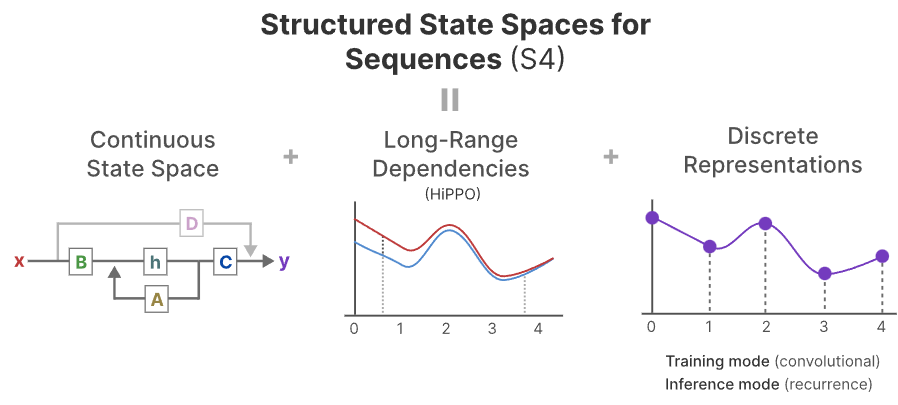 Structured State Spaces for
Sequences (S4)
=
Continuous
State Space
+
Long-Range
Dependencies
(HiPPO)
+
Discrete
Representations
D
x
B
h
C
y
A
0 1 2 3 4
0 1 2 3 4
Training mode (convolutional)
Inference mode (recurrence)